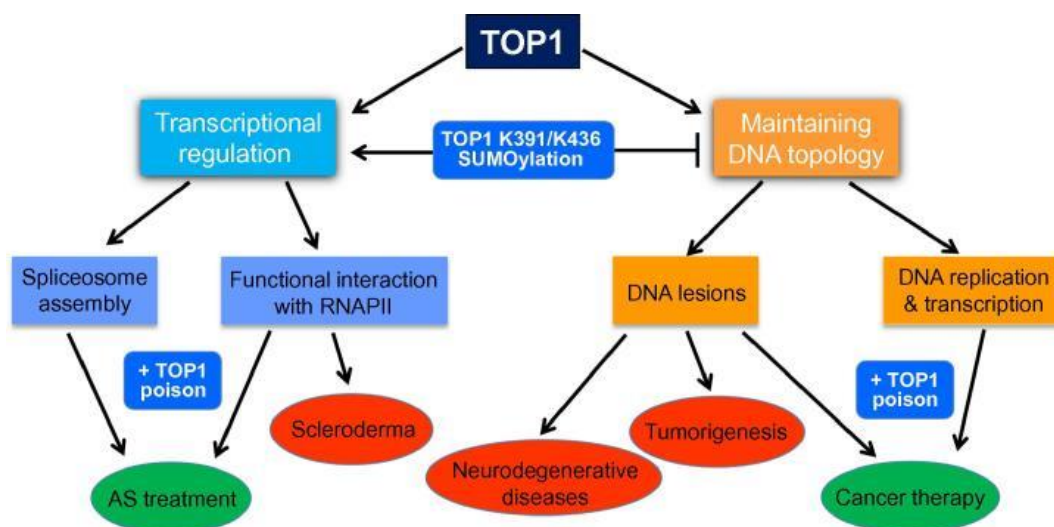 TOP1
Transcriptional
regulation
TOP1 K391/K436
SUMOylation
Maintaining
DNA topology
Spliceosome
assembly
Functional interaction
with RNAPII
DNA lesions
DNA replication
& transcription
+ TOP1
poison
+ TOP1
poison
Scleroderma
Tumorigenesis
Neurodegenerative
diseases
AS treatment
Cancer therapy